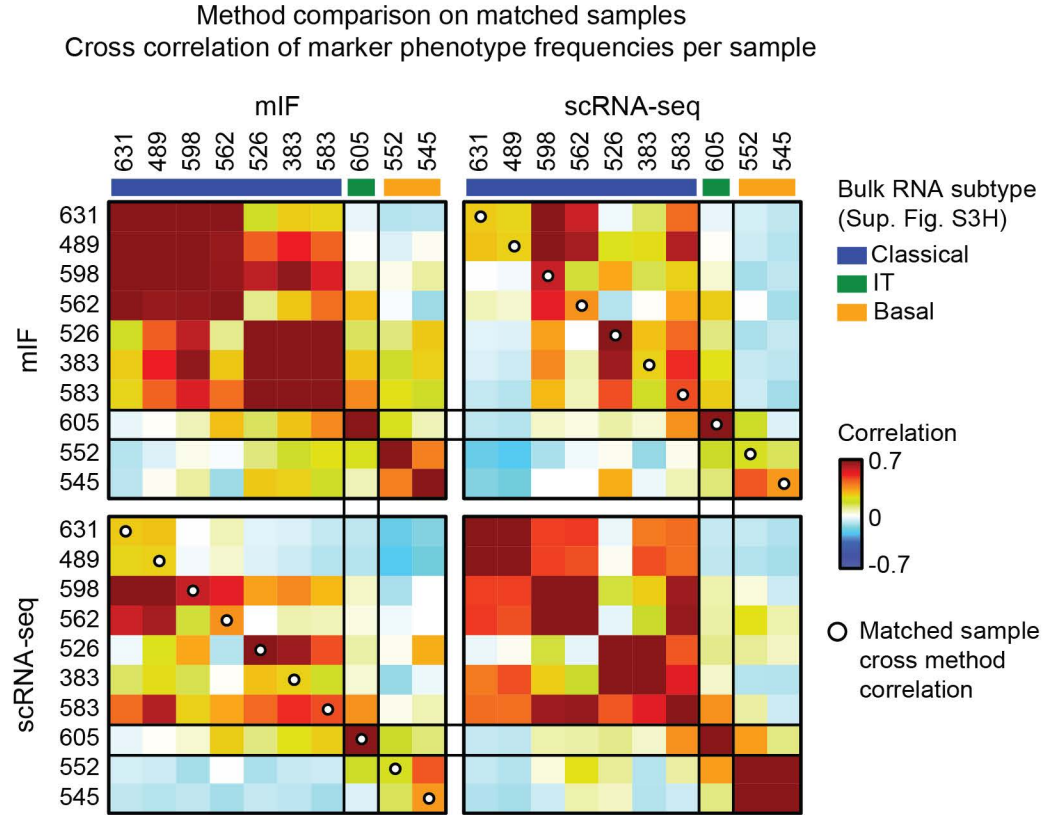 Method comparison on matched samples
Cross correlation of marker phenotype frequencies per sample
mIF
scRNA-seq
631 489 598 562 526 383 583 605 552 545
631 489 598 562 526 383 583 605 552 545
mIF
631
489
598
562
526
383
583
605
552
545
scRNA-seq
631
489
598
562
526
383
583
605
552
545
Bulk RNA subtype
(Sup. Fig. S3H)
Classical
IT
Basal
Correlation
0.7
0
-0.7
Matched sample
cross method
correlation